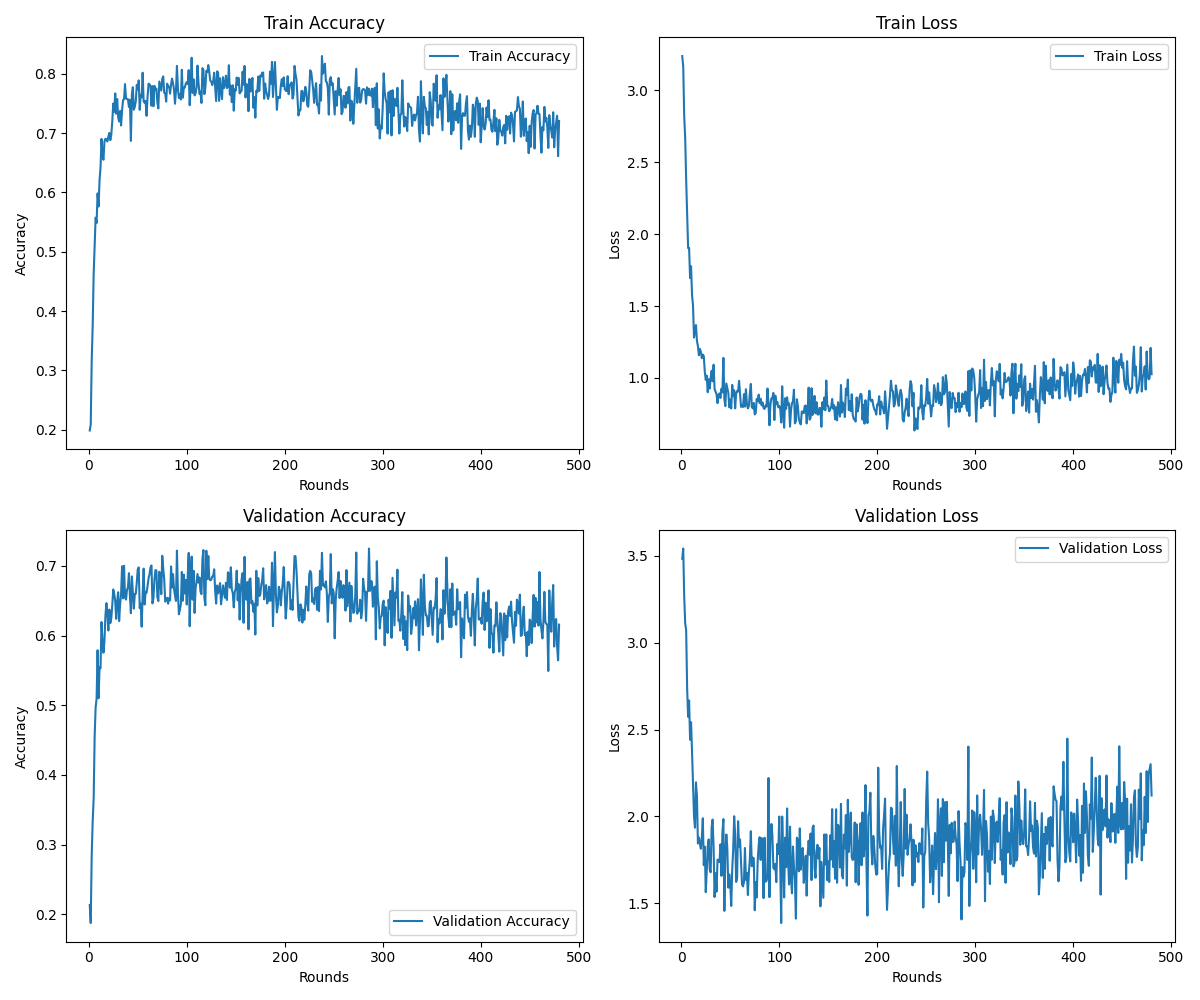 Train Accuracy
Train Accuracy
0.8
0.7
0.6
0.5
0.4
0.3
0.2
Accuracy
0 100 200 300 400 500
Rounds
Train Loss
Train Loss
3.0
2.5
2.0
1.5
1.0
Loss
0 100 200 300 400 500
Rounds
Validation Accuracy
0.7
0.6
0.5
0.4
0.3
0.2
Accuracy
Validation Accuracy
0 100 200 300 400 500
Rounds
Validation Loss
Validation Loss
3.5
3.0
2.5
2.0
1.5
Loss
0 100 200 300 400 500
Rounds